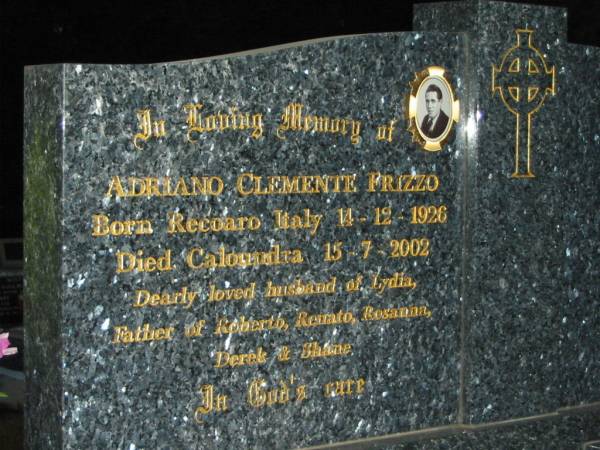 In Loving Memory of
ADRIANO CLEMENTE FRIZZO
Born Recoaro Italy 14-12-1926
Died Caloundra 15-7-2002
Dearly loved husband of Lydia,
Father of Roberto, Renato, Rosanna,
Derek & Shane
In God's care